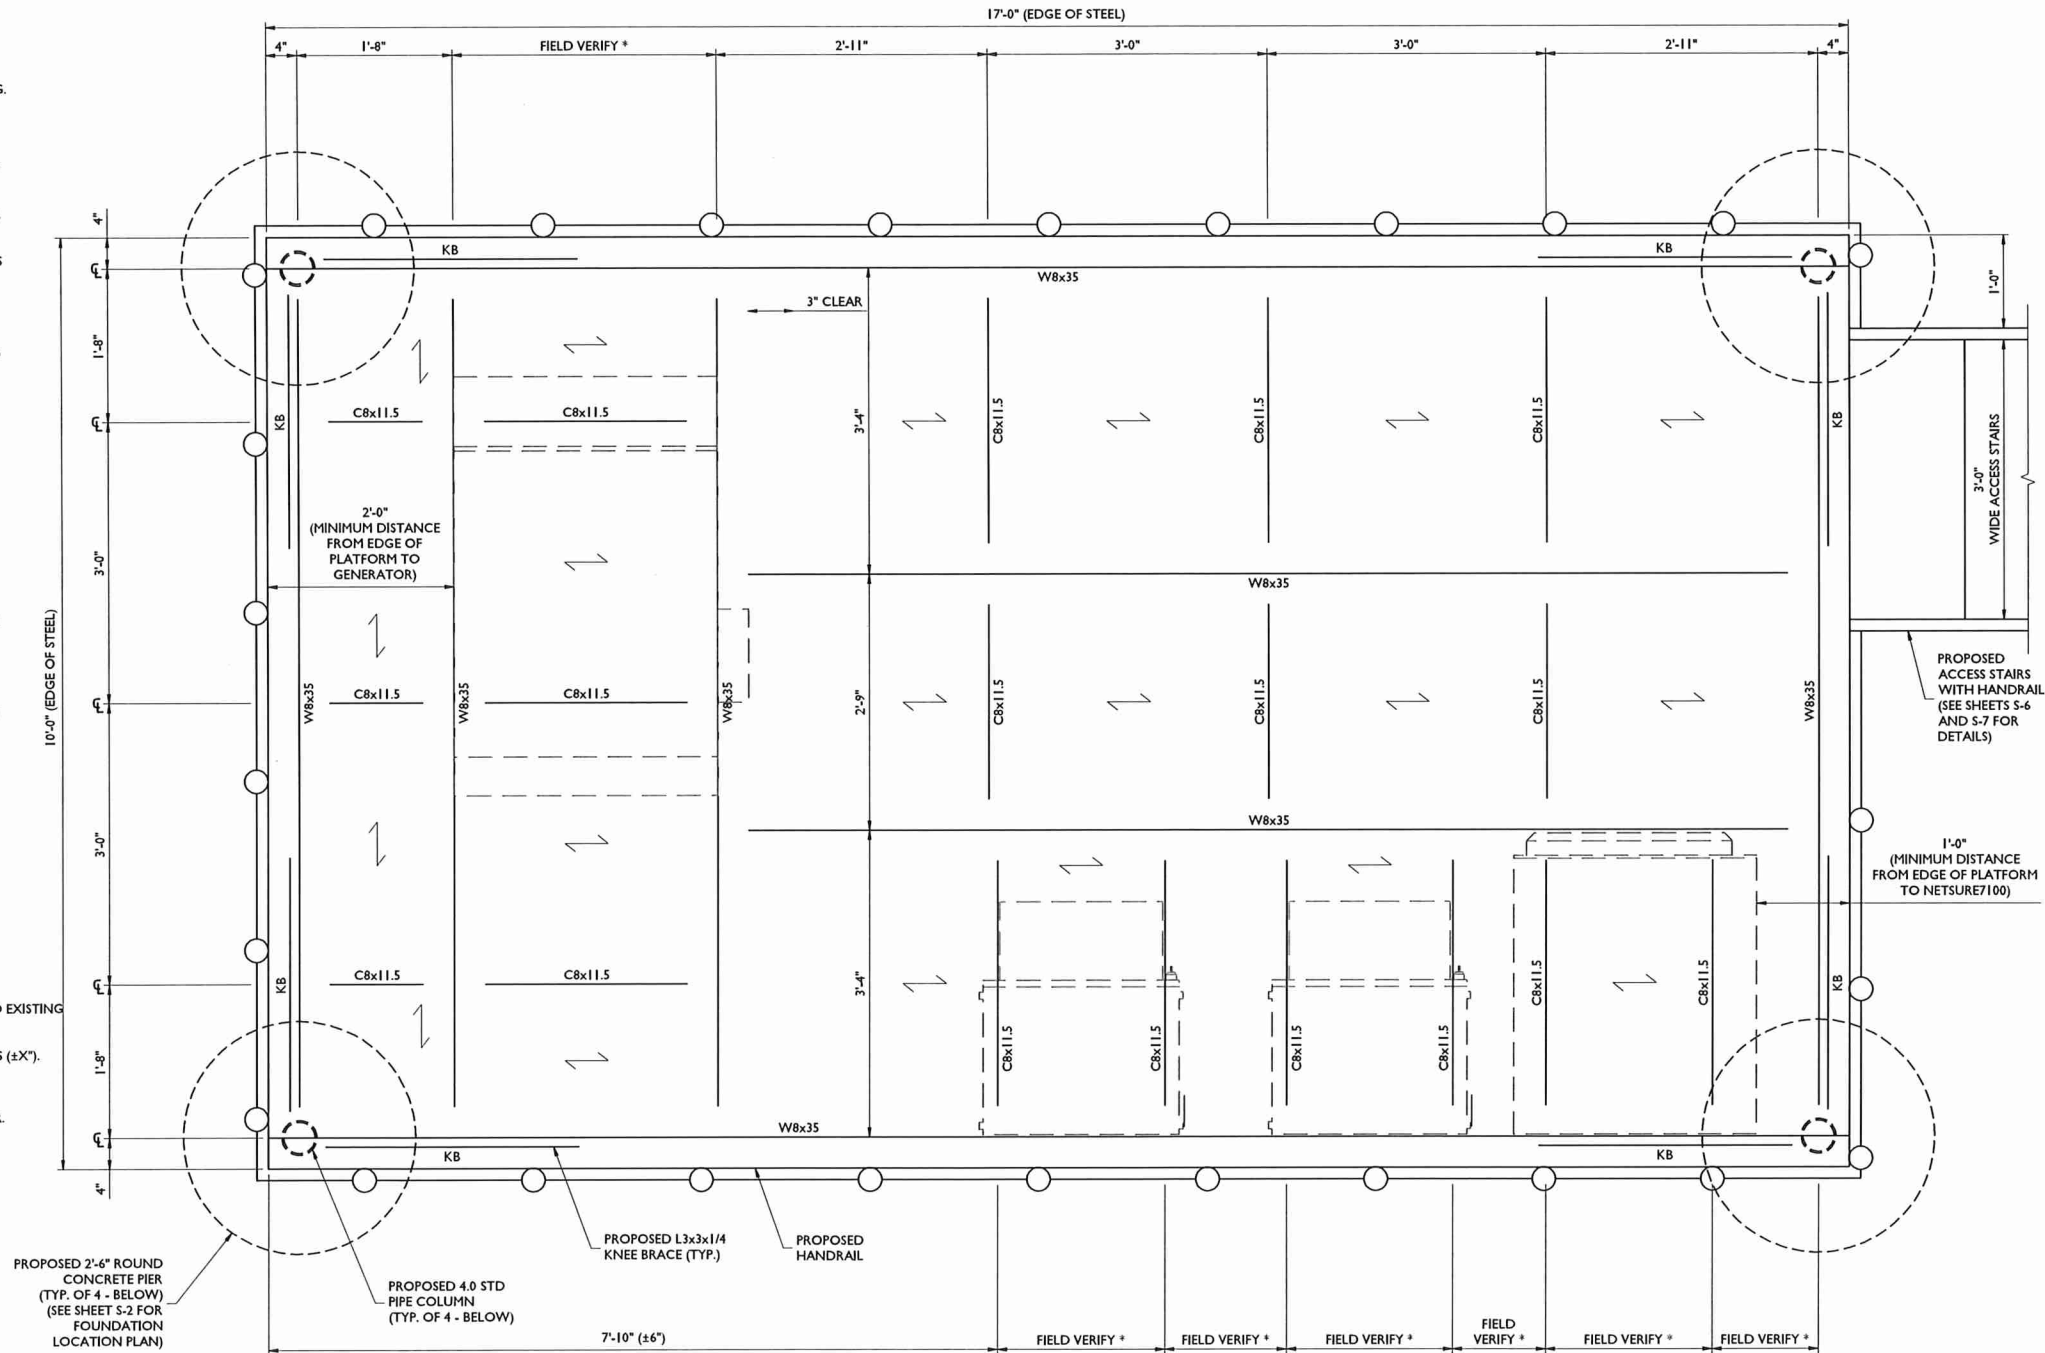 17'-0" (EDGE OF STEEL)
4"
1'-8"
FIELD VERIFY *
2'-11"
3'-0"
3'-0"
2'-11"
4"
S.
4"
KB
KB
W8x35
3" CLEAR
1'-0"
S
1'-8"
KB
C8x11.5
C8x11.5
3'-4"
C8x11.5
C8x11.5
C8x11.5
KB
3'-0"
WIDE ACCESS STAIRS
2'-0"
(MINIMUM DISTANCE
FROM EDGE OF
PLATFORM TO
GENERATOR)
3'-0"
W8x35
10'-0" (EDGE OF STEEL)
C8x11.5
C8x11.5
W8x35
W8x35
W8x35
2'-9"
C8x11.5
C8x11.5
C8x11.5
W8x35
PROPOSED
ACCESS STAIRS
WITH HANDRAIL
(SEE SHEETS S-6
AND S-7 FOR
DETAILS)
W8x35
3'-0"
1'-0"
(MINIMUM DISTANCE
FROM EDGE OF PLATFORM
TO NETSURE7100)
KB
C8x11.5
C8x11.5
3'-4"
C8x11.5
C8x11.5
C8x11.5
C8x11.5
C8x11.5
C8x11.5
KB
EXISTING
(±X").
1'-8"
W8x35
KB
KB
4"
PROPOSED L3x3x1/4
KNEE BRACE (TYP.)
PROPOSED
HANDRAIL
PROPOSED 2'-6" ROUND
CONCRETE PIER
(TYP. OF 4 - BELOW)
(SEE SHEET S-2 FOR
FOUNDATION
LOCATION PLAN)
PROPOSED 4.0 STD
PIPE COLUMN
(TYP. OF 4 - BELOW)
7'-10" (±6")
FIELD VERIFY *
FIELD VERIFY *
FIELD VERIFY *
FIELD
VERIFY *
FIELD VERIFY *
FIELD VERIFY *